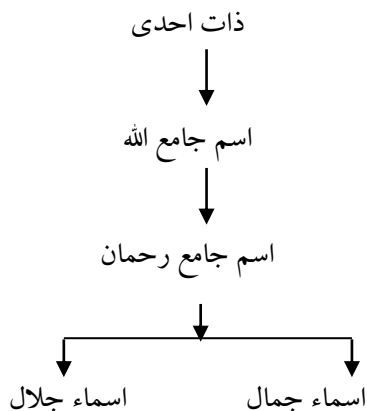 ذات احدی
اسم جامع الله
اسم جامع رحمان
اسماء جمال
اسماء جلال